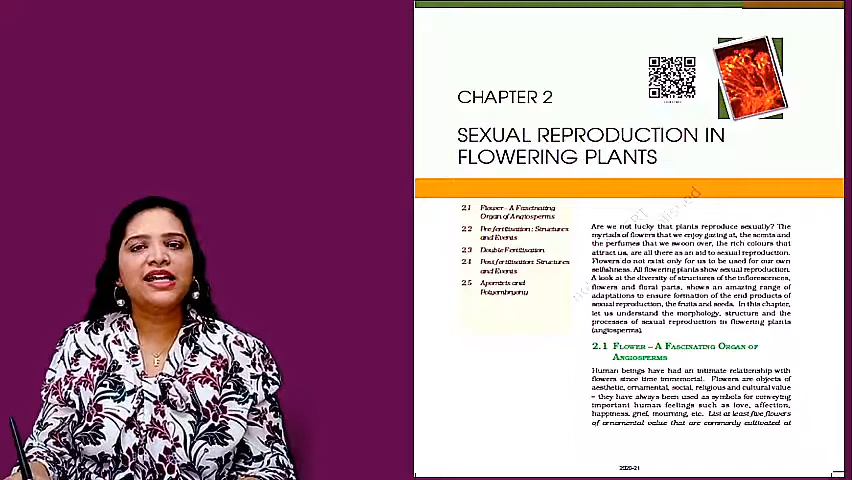 CHAPTER 2
SEXUAL REPRODUCTION IN
FLOWERING PLANTS
2.1 Flower – A Fascinating
Organ of Angiosperms
2.2 Pre-fertilisation : Structures
and Events
2.3 Double Fertilisation
2.4 Post-fertilisation: Structures
and Events
2.5 Apomixis and
Polyembryony
Are we not lucky that plants reproduce sexually? The
myriads of flowers that we enjoy gazing at, the scents and
the perfumes that we swoon over, the rich colours that
attract us, are all there as an aid to sexual reproduction.
Flowers do not exist only for us to be used for our own
selfishness. All flowering plants show sexual reproduction.
A look at the diversity of structures of the inflorescences,
flowers and floral parts, shows an amazing range of
adaptations to ensure formation of the end products of
sexual reproduction, the fruits and seeds. In this chapter,
let us understand the morphology, structure and the
processes of sexual reproduction in flowering plants
(angiosperms).
2.1 FLOWER – A FASCINATING ORGAN OF
ANGIOSPERMS
Human beings have had an intimate relationship with
flowers since time immemorial. Flowers are objects of
aesthetic, ornamental, social, religious and cultural value
– they have always been used as symbols for conveying
important human feelings such as love, affection,
happiness, grief, mourning, etc. List at least five flowers
of ornamental value that are commonly cultivated at
2020-21